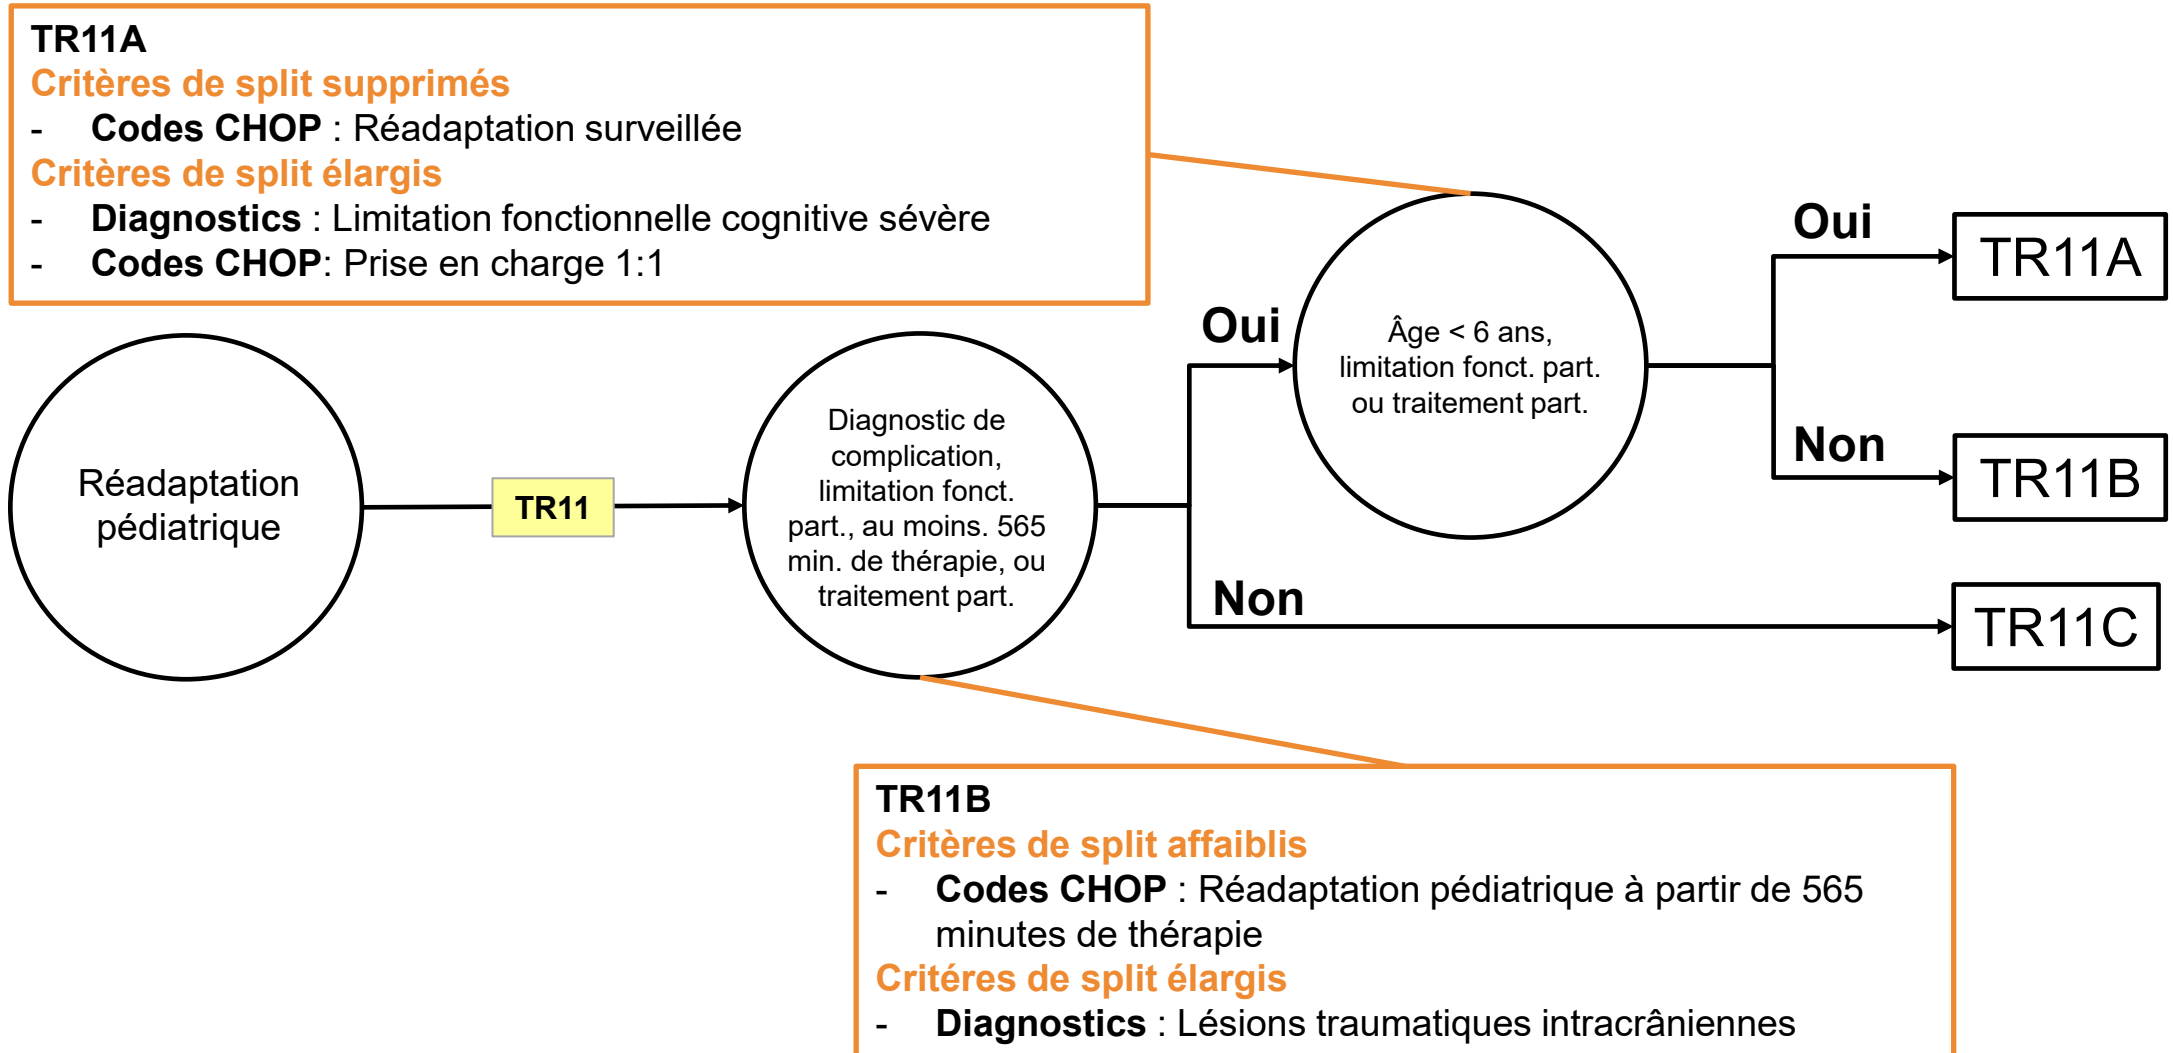 TR11A
Critères de split supprimés
- Codes CHOP : Réadaptation surveillée
Critères de split élargis
- Diagnostics : Limitation fonctionnelle cognitive sévère
- Codes CHOP: Prise en charge 1:1
Réadaptation
pédiatrique
TR11
Diagnostic de
complication,
limitation fonct.
part., au moins. 565
min. de thérapie, ou
traitement part.
Oui
Non
Âge < 6 ans,
limitation fonct. part.
ou traitement part.
Oui
Non
TR11A
TR11B
TR11C
TR11B
Critères de split affaiblis
- Codes CHOP : Réadaptation pédiatrique à partir de 565
minutes de thérapie
Critéres de split élargis
- Diagnostics : Lésions traumatiques intracrâniennes